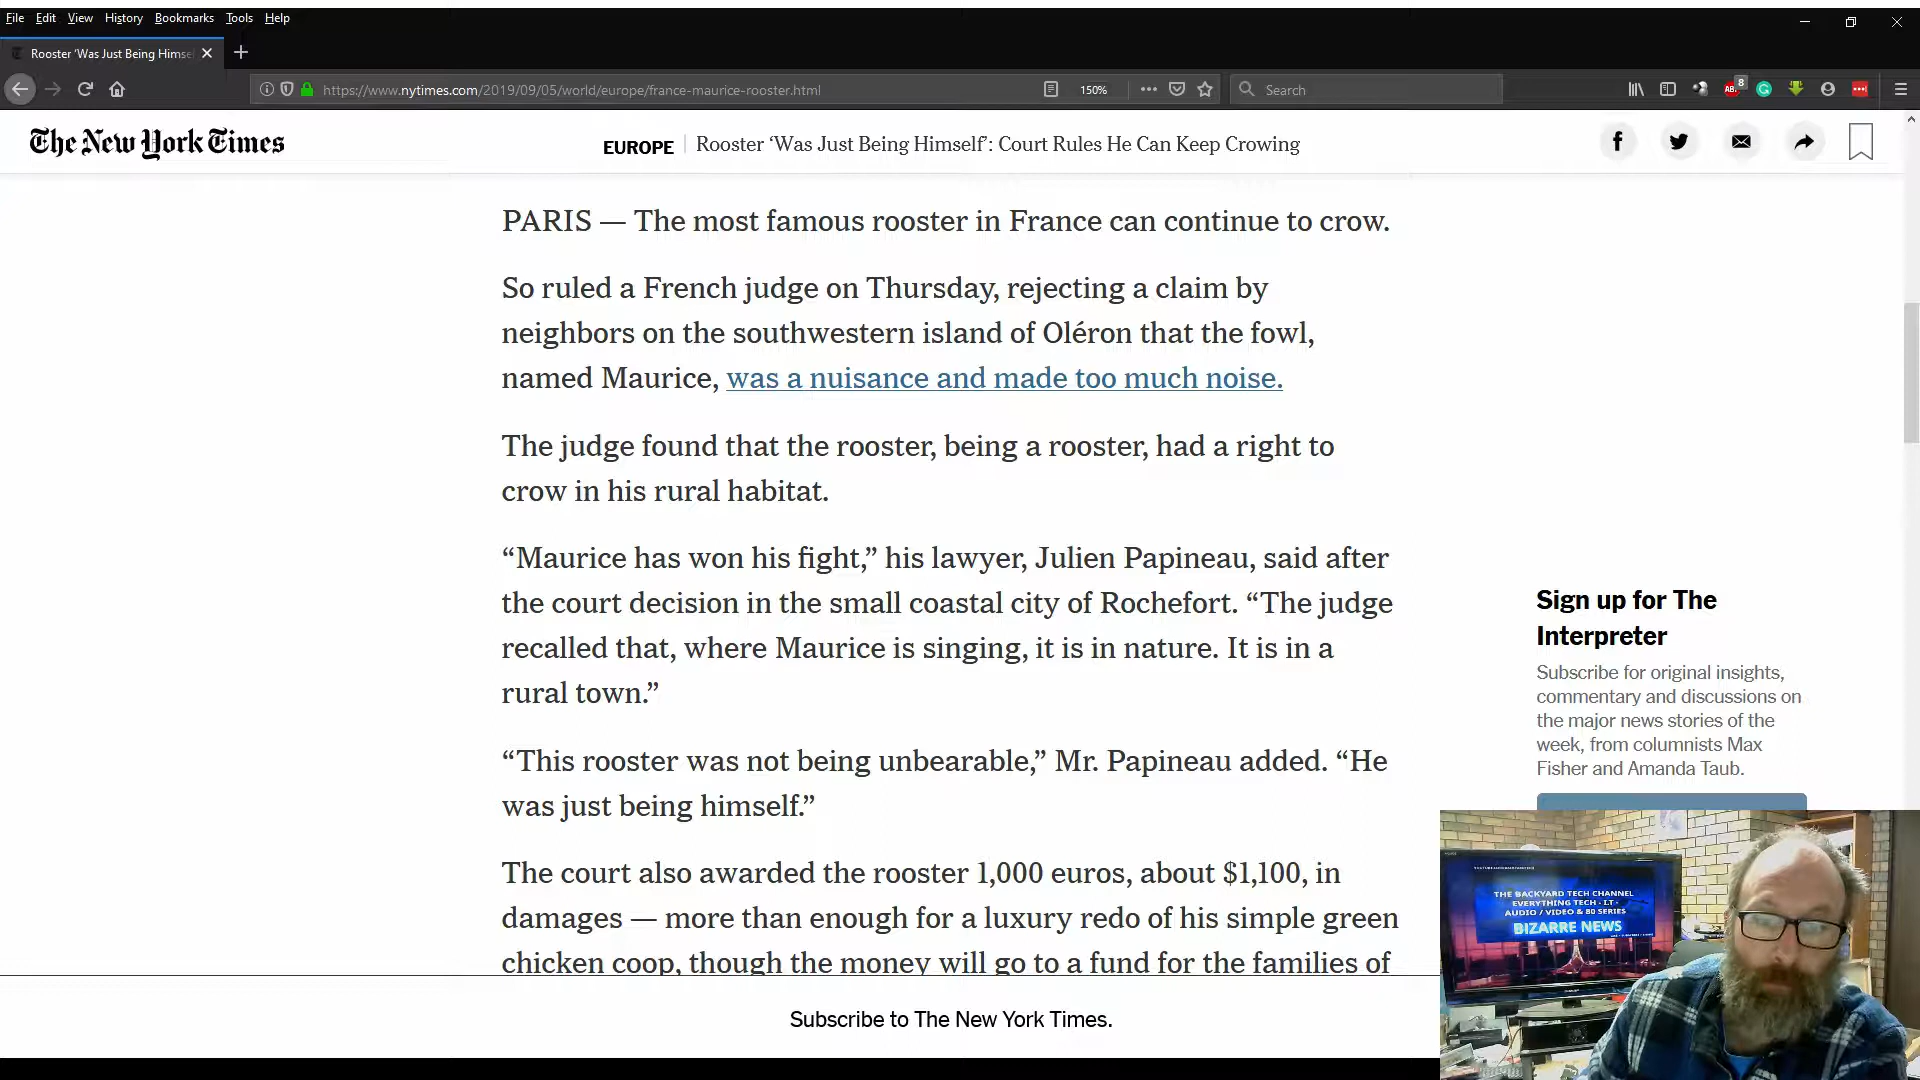 File Edit View History Bookmarks Tools Help
Rooster ‘Was Just Being Himse
https://www.nytimes.com/2019/09/05/world/europe/france-maurice-rooster.html
150%
Search
8
The New York Times
EUROPE
Rooster ‘Was Just Being Himself’: Court Rules He Can Keep Crowing
PARIS — The most famous rooster in France can continue to crow.
So ruled a French judge on Thursday, rejecting a claim by
neighbors on the southwestern island of Oléron that the fowl,
named Maurice, was a nuisance and made too much noise.
The judge found that the rooster, being a rooster, had a right to
crow in his rural habitat.
“Maurice has won his fight,” his lawyer, Julien Papineau, said after
the court decision in the small coastal city of Rochefort. “The judge
recalled that, where Maurice is singing, it is in nature. It is in a
rural town.”
“This rooster was not being unbearable,” Mr. Papineau added. “He
was just being himself.”
The court also awarded the rooster 1,000 euros, about $1,100, in
damages — more than enough for a luxury redo of his simple green
chicken coop, though the money will go to a fund for the families of
Sign up for The
Interpreter
Subscribe for original insights,
commentary and discussions on
the major news stories of the
week, from columnists Max
Fisher and Amanda Taub.
Subscribe to The New York Times.
THE BACKYARD TECH CHANNEL
EVERYTHING TECH - LT -
AUDIO / VIDEO & 80 SERIES
BIZARRE NEWS